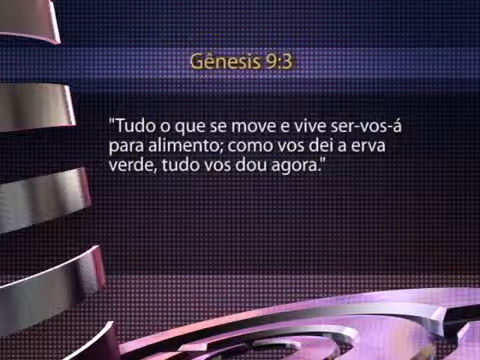 Gênesis 9:3
"Tudo o que se move e vive ser-vos-á
para alimento; como vos dei a erva
verde, tudo vos dou agora."